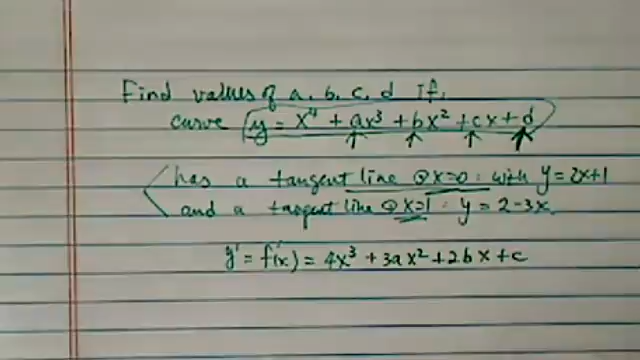 Find values of a, b, c, d if
curve y = x⁴ + ax³ + bx² + cx + d
has a tangent line @ x=0 : with y = 2x+1
and a tangent line @ x=1 : y = 2-3x.
y' = f'(x) = 4x³ + 3ax² + 2bx + c